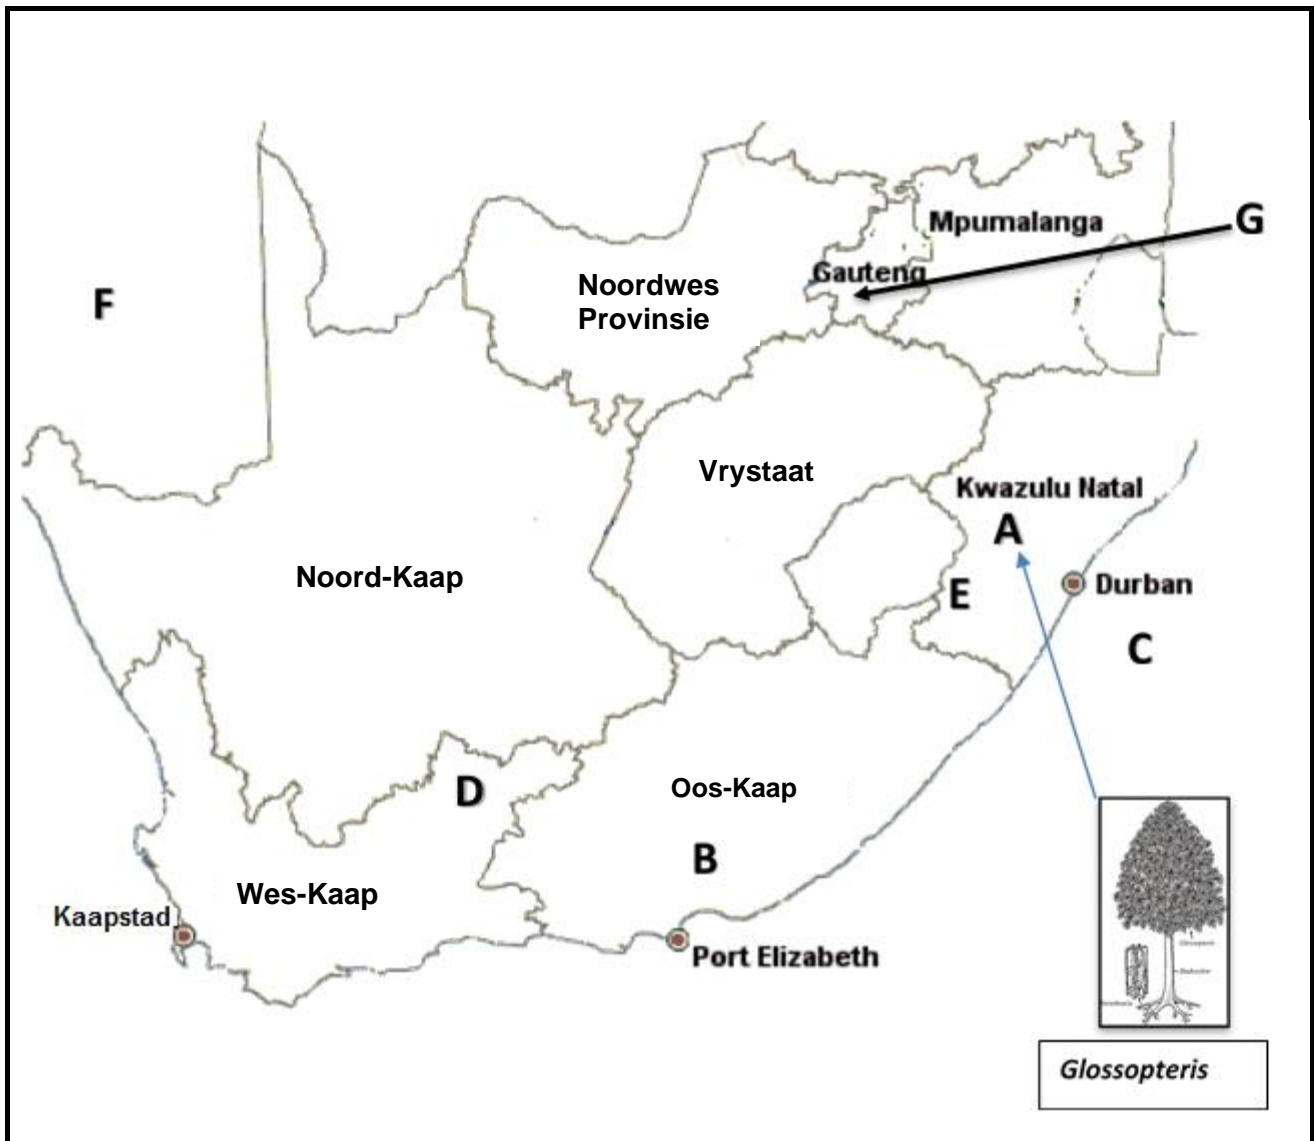 Mpumalanga
G
Gauteng
F
Noordwes
Provinsie
Vrystaat
Kwazulu Natal
A
Noord-Kaap
E
Durban
C
D
Oos-Kaap
B
Wes-Kaap
Kaapstad
Port Elizabeth
Glossopteris